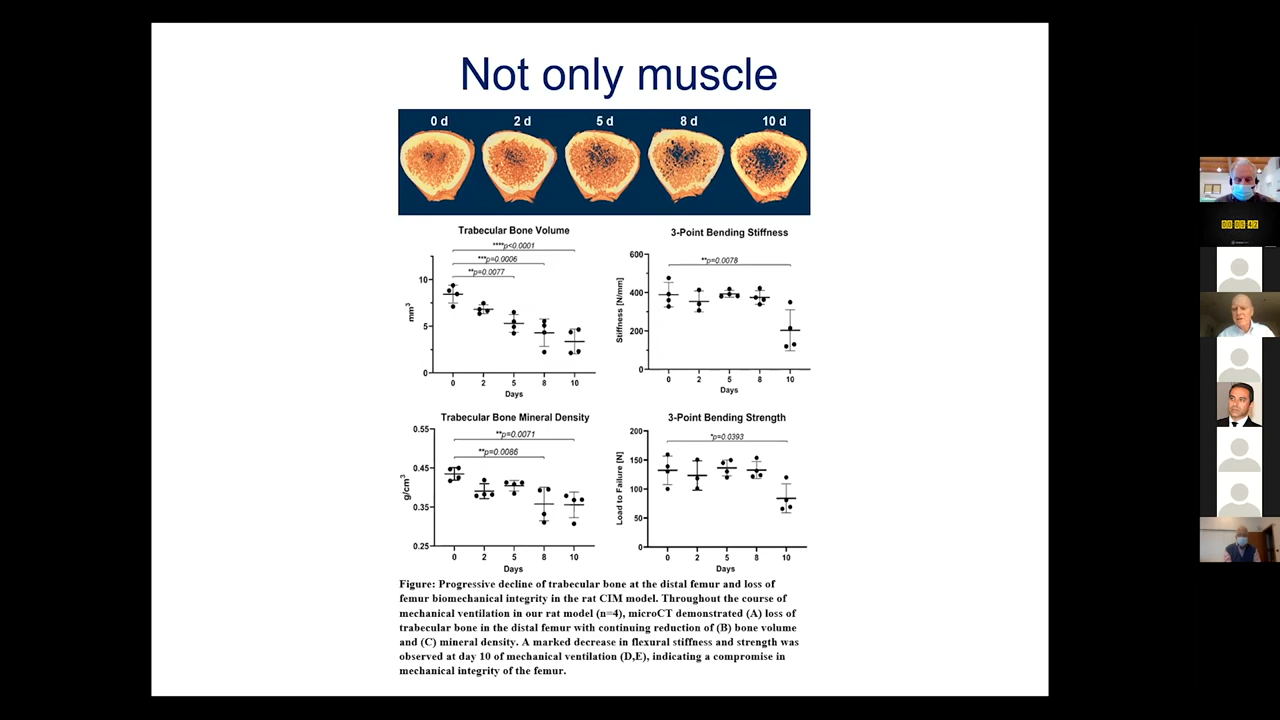 Not only muscle
0 d 2 d 5 d 8 d 10 d
Trabecular Bone Volume
****p<0.0001
***p=0.0006
**p=0.0077
10
5
0
mm³
0 2 5 8 10
Days
3-Point Bending Stiffness
**p=0.0078
600
400
200
0
Stiffness [N/mm]
0 2 5 8 10
Days
Trabecular Bone Mineral Density
**p=0.0071
**p=0.0086
0.55
0.45
0.35
0.25
g/cm³
0 2 5 8 10
Days
3-Point Bending Strength
*p=0.0393
200
150
100
50
0
Load to Failure [N]
0 2 5 8 10
Days
Figure: Progressive decline of trabecular bone at the distal femur and loss of
femur biomechanical integrity in the rat CIM model. Throughout the course of
mechanical ventilation in our rat model (n=4), microCT demonstrated (A) loss of
trabecular bone in the distal femur with continuing reduction of (B) bone volume
and (C) mineral density. A marked decrease in flexural stiffness and strength was
observed at day 10 of mechanical ventilation (D,E), indicating a compromise in
mechanical integrity of the femur.
00:05:42